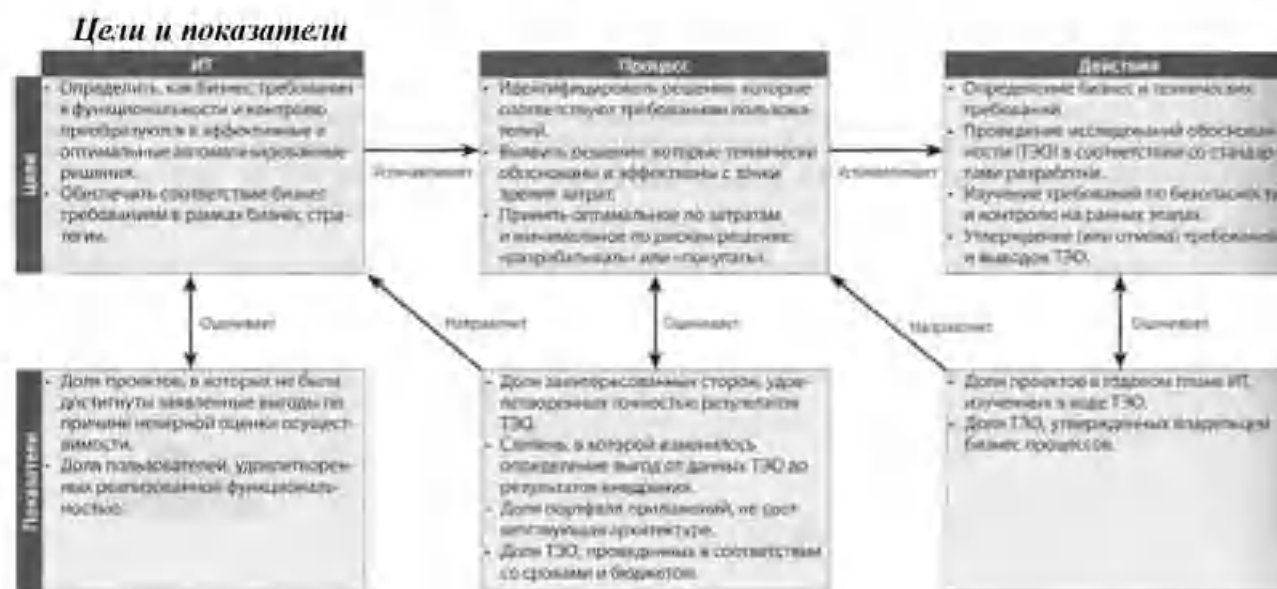 Цели и показатели
ИТ
Процесс
Действия
Цели
• Определить, как бизнес требования
к функциональности и контролю
преобразуются в эффективные и
оптимальные автоматизированные
решения.
• Обеспечить соответствие бизнес
требованиям в рамках бизнес стра-
тегии.
Устанавливает
• Идентифицировать решения, которые
соответствуют требованиям пользова-
телей.
• Выявить решения, которые технически
обоснованы и эффективны с точки
зрения затрат.
• Принять оптимальное по затратам
и минимальное по рискам решение:
«разрабатывать» или «покупать».
Устанавливает
• Определение бизнес и технических
требований.
• Проведение исследований обоснован-
ности (ТЭО) в соответствии со стандар-
тами разработки.
• Изучение требований по безопасности
и контролю на ранних этапах.
• Утверждение (или отмена) требований
и выводов ТЭО.
Оценивает
Направляет
Оценивает
Направляет
Оценивает
Показатели
• Доля проектов, в которых не были
достигнуты заявленные выгоды по
причине неверной оценки осущест-
вимости.
• Доля пользователей, удовлетворен-
ных реализованной функциональ-
ностью.
• Доля заинтересованных сторон, удов-
летворенных точностью результатов
ТЭО.
• Степень, в которой изменилось
определение выгод от данных ТЭО до
результатов внедрения.
• Доля портфеля приложений, не соот
ветствующая архитектуре.
• Доля ТЭО, проведенных в соответствии
со сроками и бюджетом.
• Доля проектов в годовом плане ИТ,
изученных в ходе ТЭО.
• Доля ТЭО, утвержденных владельцем
бизнес процессов.